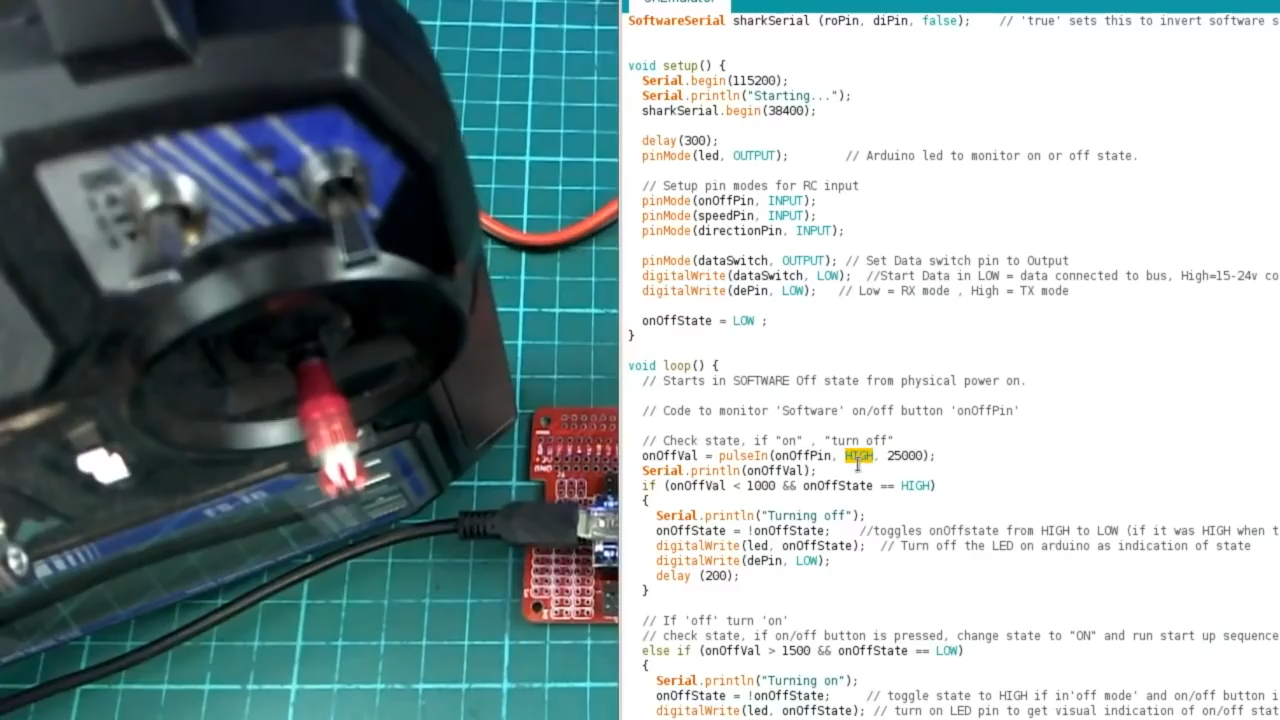 SoftwareSerial sharkSerial (roPin, diPin, false);    // 'true' sets this to invert software s
void setup() {
Serial.begin(115200);
Serial.println("Starting...");
sharkSerial.begin(38400);
delay(300);
pinMode(led, OUTPUT);        // Arduino led to monitor on or off state.
// Setup pin modes for RC input
pinMode(onOffPin, INPUT);
pinMode(speedPin, INPUT);
pinMode(directionPin, INPUT);
pinMode(dataSwitch, OUTPUT); // Set Data switch pin to Output
digitalWrite(dataSwitch, LOW);  //Start Data in LOW = data connected to bus, High=15-24v co
digitalWrite(dePin, LOW);   // Low = RX mode , High = TX mode
onOffState = LOW ;
}
void loop() {
// Starts in SOFTWARE Off state from physical power on.
// Code to monitor 'Software' on/off button 'onOffPin'
// Check state, if "on" , "turn off"
onOffVal = pulseIn(onOffPin, HIGH, 25000);
Serial.println(onOffVal);
if (onOffVal < 1000 && onOffState == HIGH)
{
Serial.println("Turning off");
onOffState = !onOffState;    //toggles onOffstate from HIGH to LOW (if it was HIGH when t
digitalWrite(led, onOffState);  // Turn off the LED on arduino as indication of state
digitalWrite(dePin, LOW);
delay (200);
}
// If 'off' turn 'on'
// check state, if on/off button is pressed, change state to "ON" and run start up sequence
else if (onOffVal > 1500 && onOffState == LOW)
{
Serial.println("Turning on");
onOffState = !onOffState;     // toggle state to HIGH if in'off mode' and on/off button i
digitalWrite(led, onOffState);  // turn on LED pin to get visual indication of on/off stat